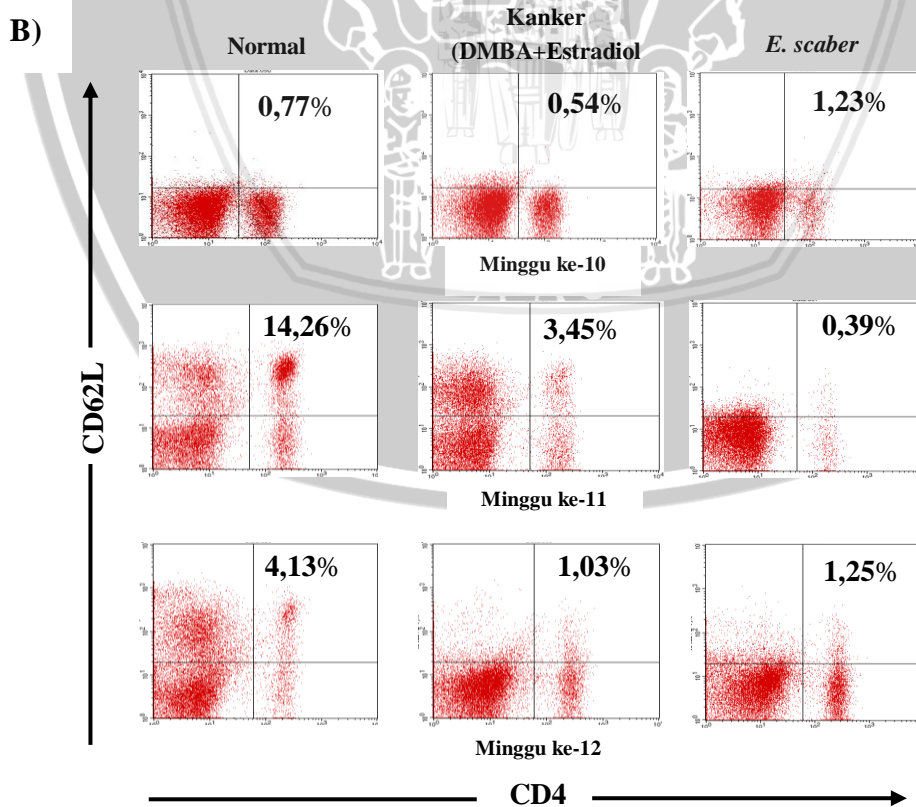 B)
Normal
Kanker
(DMBA+Estradiol
E. scaber
0,77%
0,54%
1,23%
Minggu ke-10
14,26%
3,45%
0,39%
Minggu ke-11
4,13%
1,03%
1,25%
Minggu ke-12
CD62L
CD4